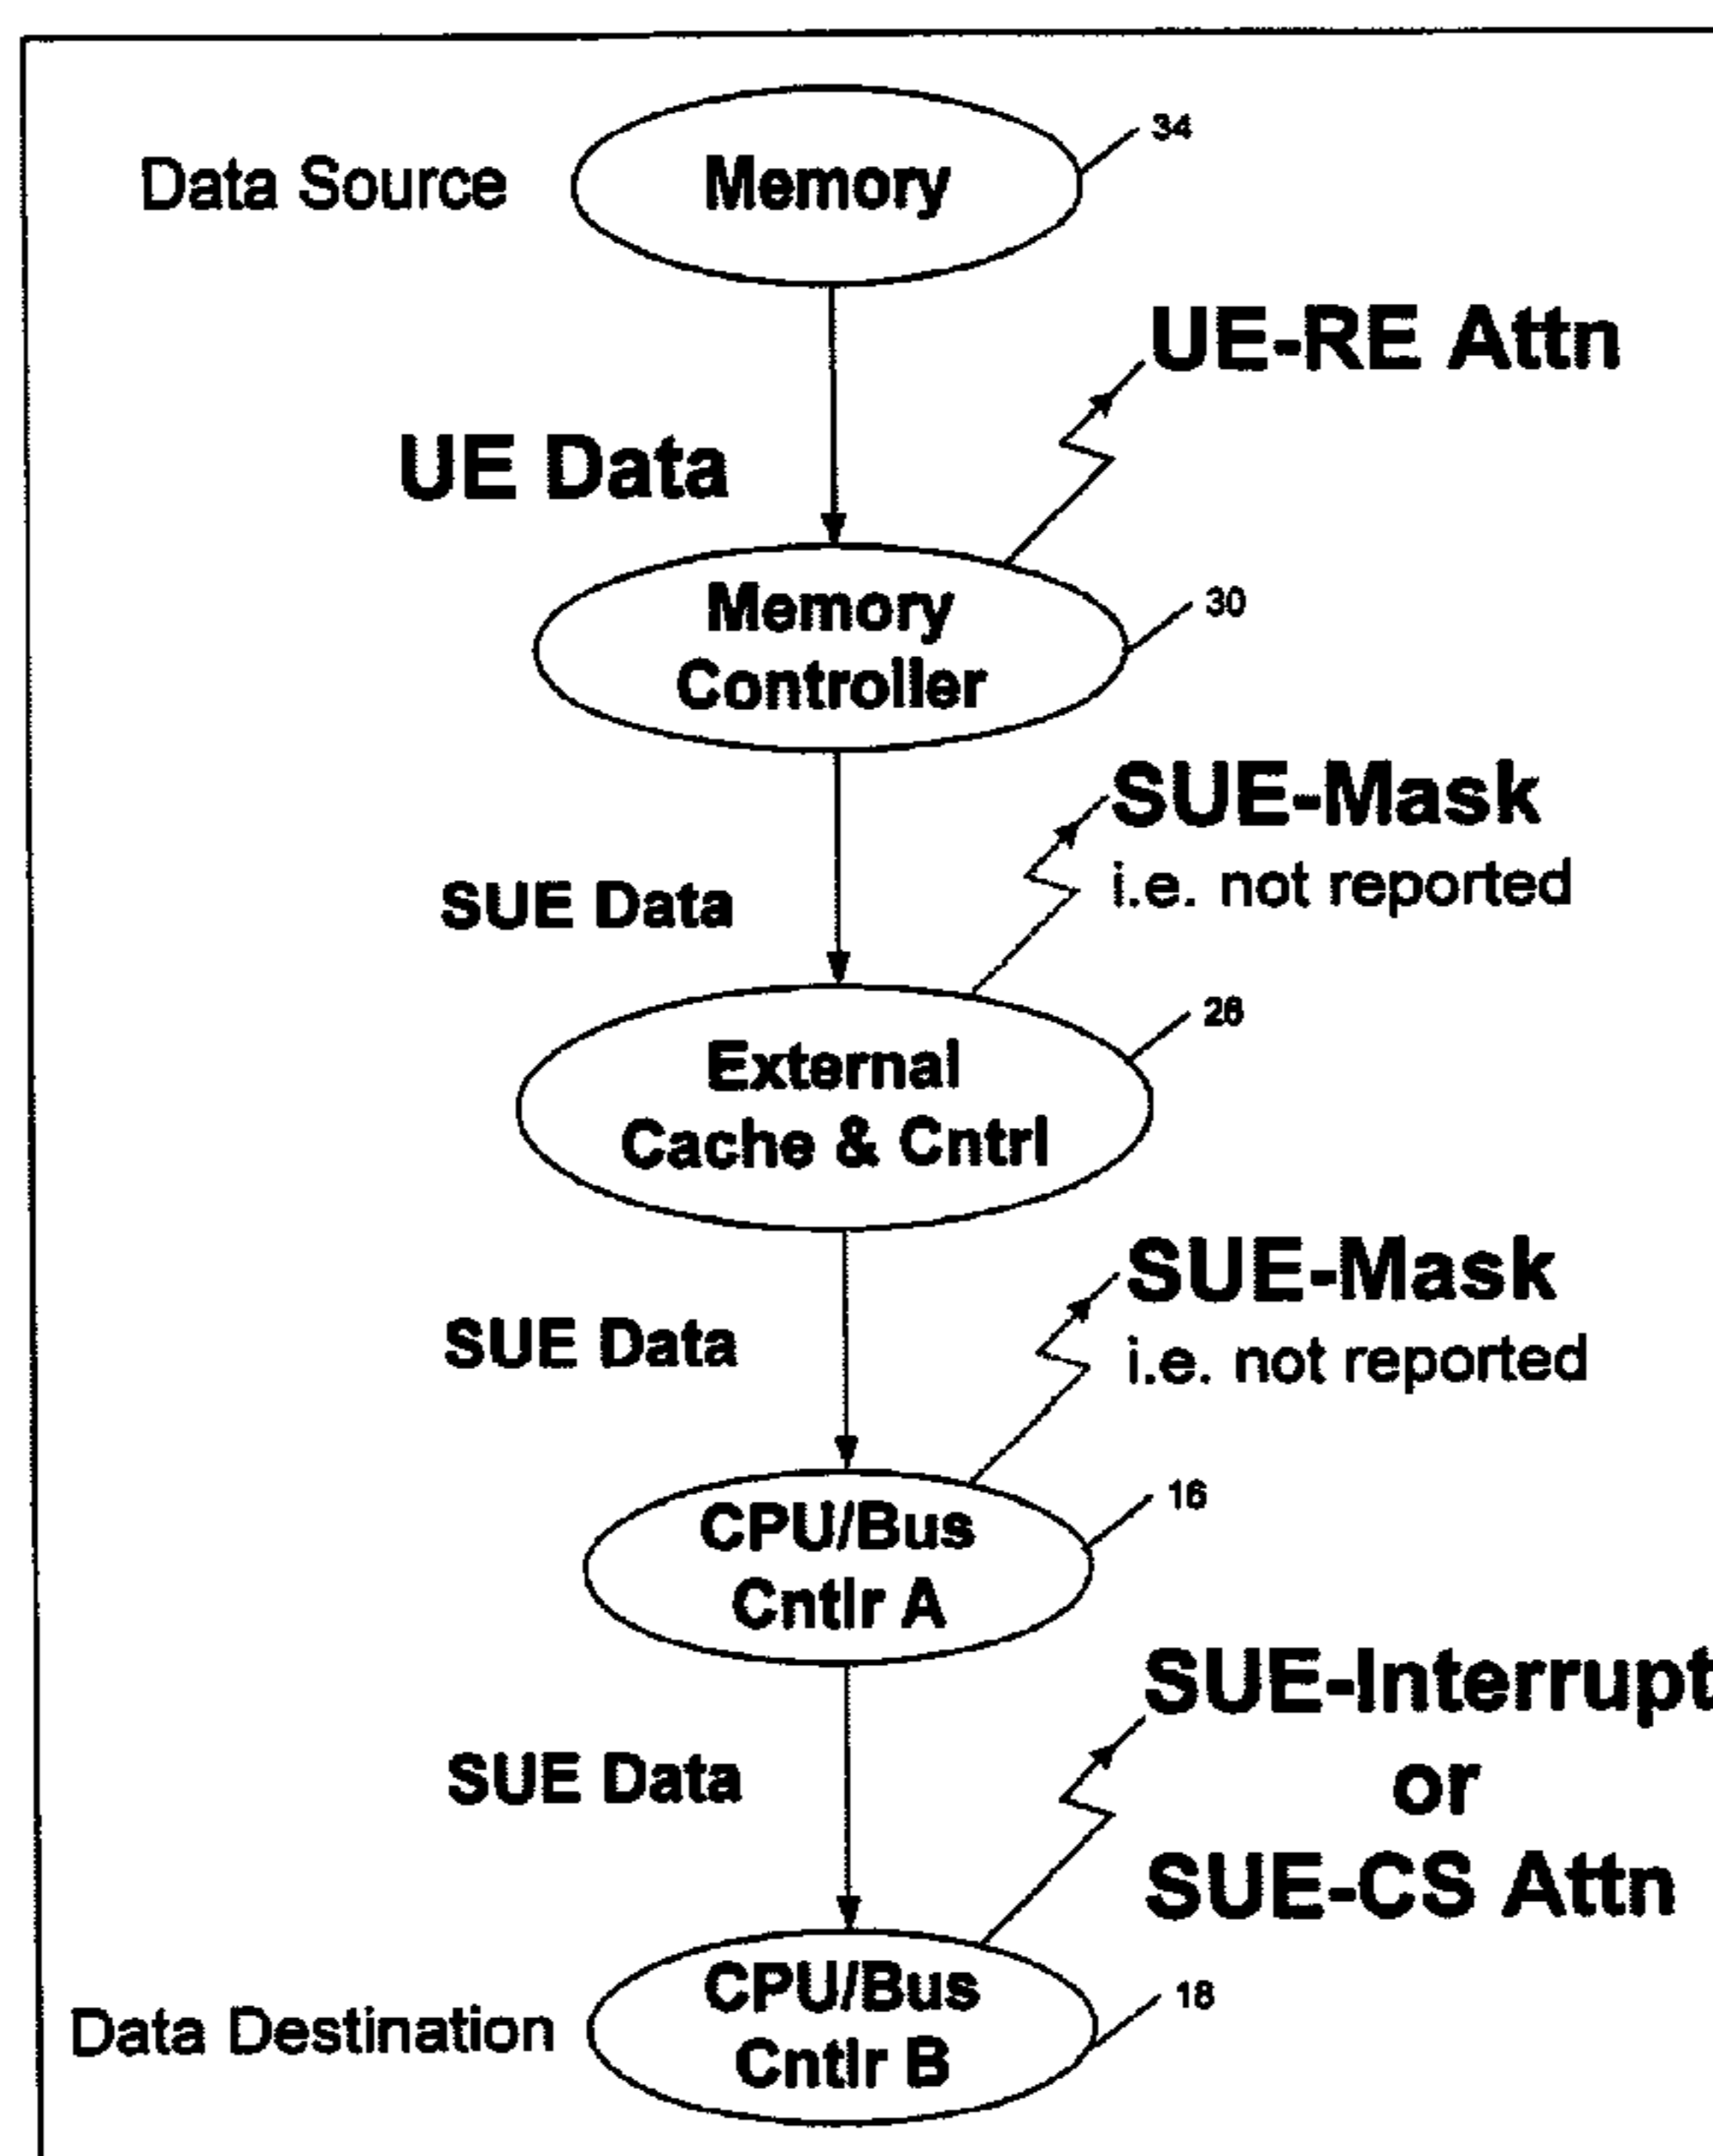 Data Source
Memory
34
UE-RE Attn
UE Data
Memory
Controller
30
SUE-Mask
i.e. not reported
SUE Data
External
Cache & Cntrl
SUE-Mask
i.e. not reported
SUE Data
CPU/Bus
Cntlr A
16
SUE-Interrupt
or
SUE-CS Attn
SUE Data
CPU/Bus
Cntlr B
18
Data Destination